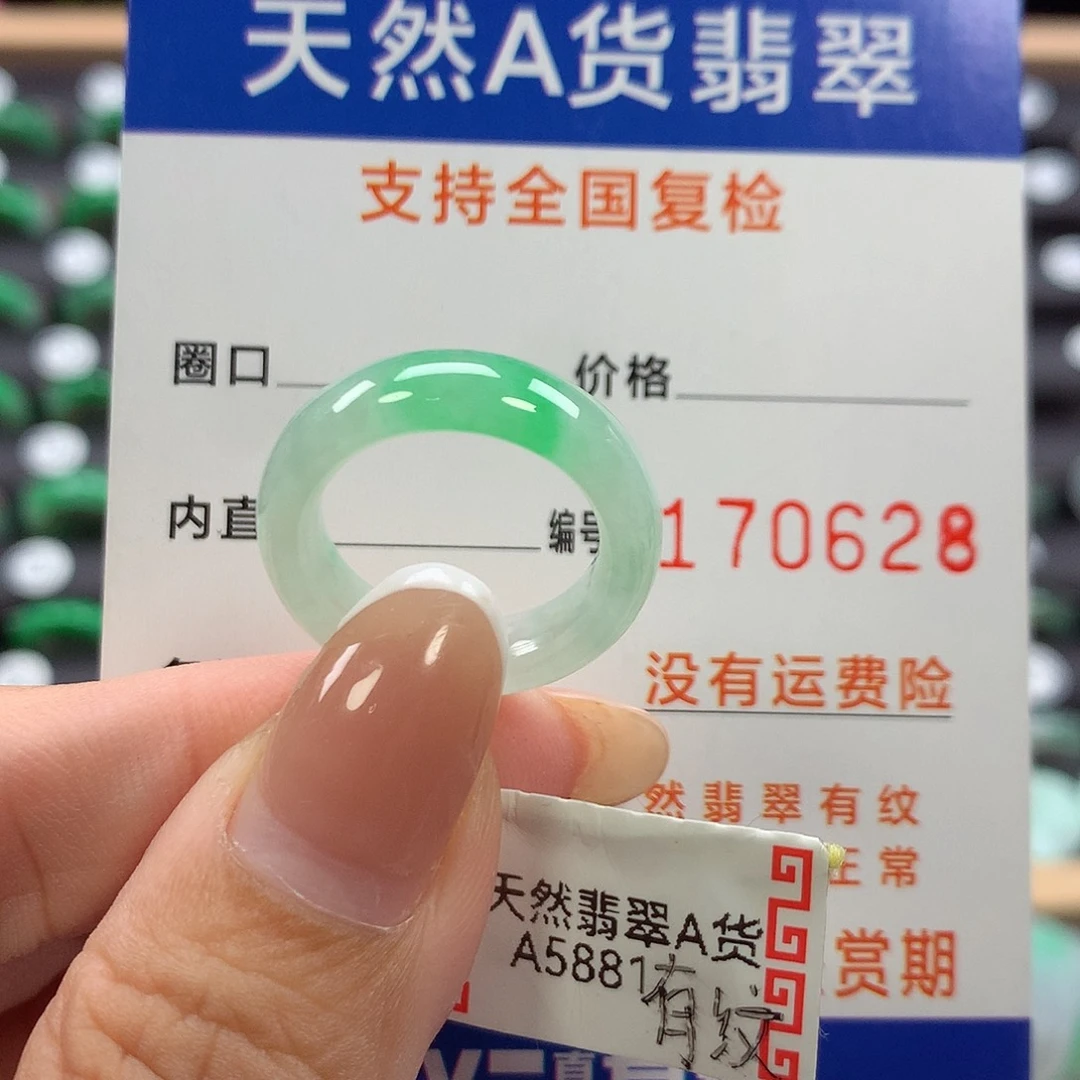 天然A货翡翠
支持全国复检
圈口 价格
内直 编号 170628
没有运费险
然翡翠有纹
正常
赏期
天然翡翠A货
A5881
有纹